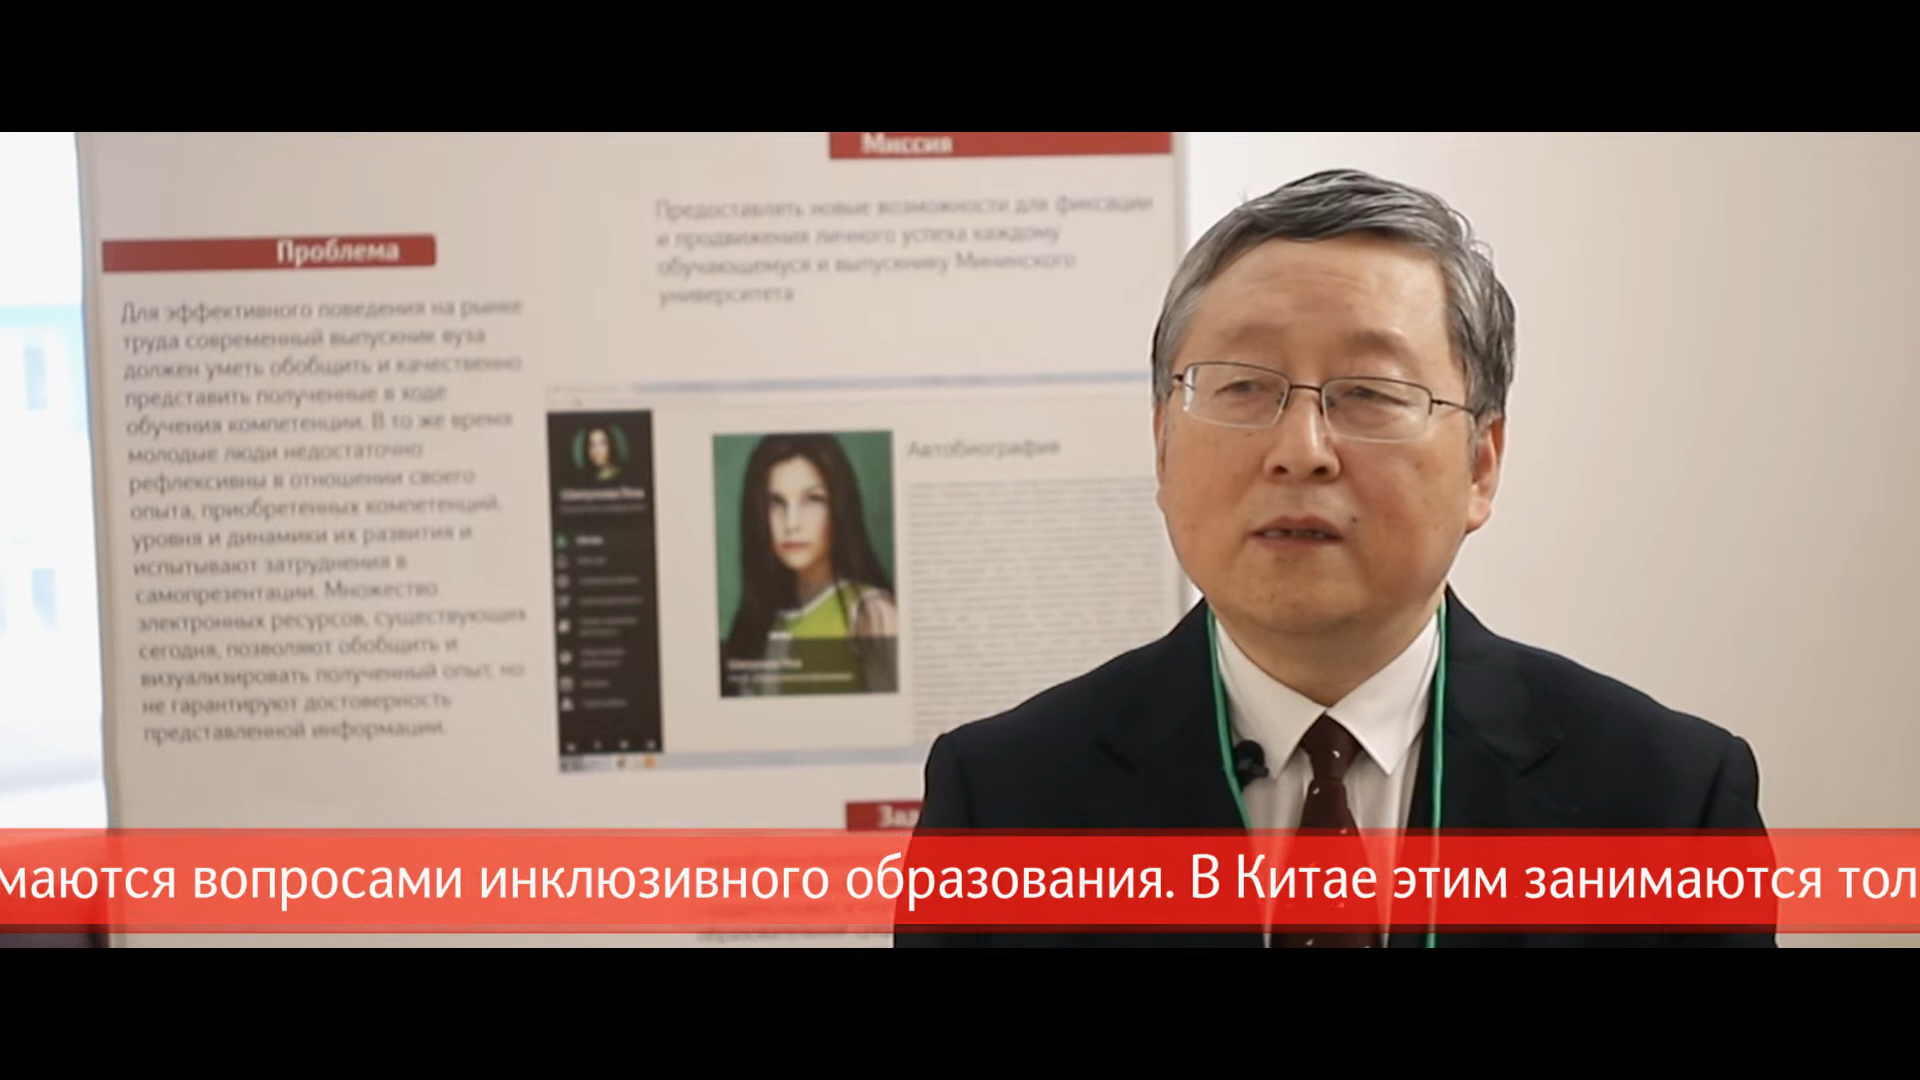 Миссия
Предоставлять новые возможности для фиксации
и продвижения личного успеха каждому
обучающемуся и выпускнику Мининского
университета
Проблема
Для эффективного поведения на рынке
труда современный выпускник вуза
должен уметь обобщить и качественно
представить полученные в ходе
обучения компетенции. В то же время
молодые люди недостаточно
рефлексивны в отношении своего
опыта, приобретенных компетенций,
уровня и динамики их развития и
испытывают затруднения в
самопрезентации. Множество
электронных ресурсов, существующих
сегодня, позволяют обобщить и
визуализировать полученный опыт, но
не гарантируют достоверность
представленной информации.
Автобиография
Зад
маются вопросами инклюзивного образования. В Китае этим занимаются тол